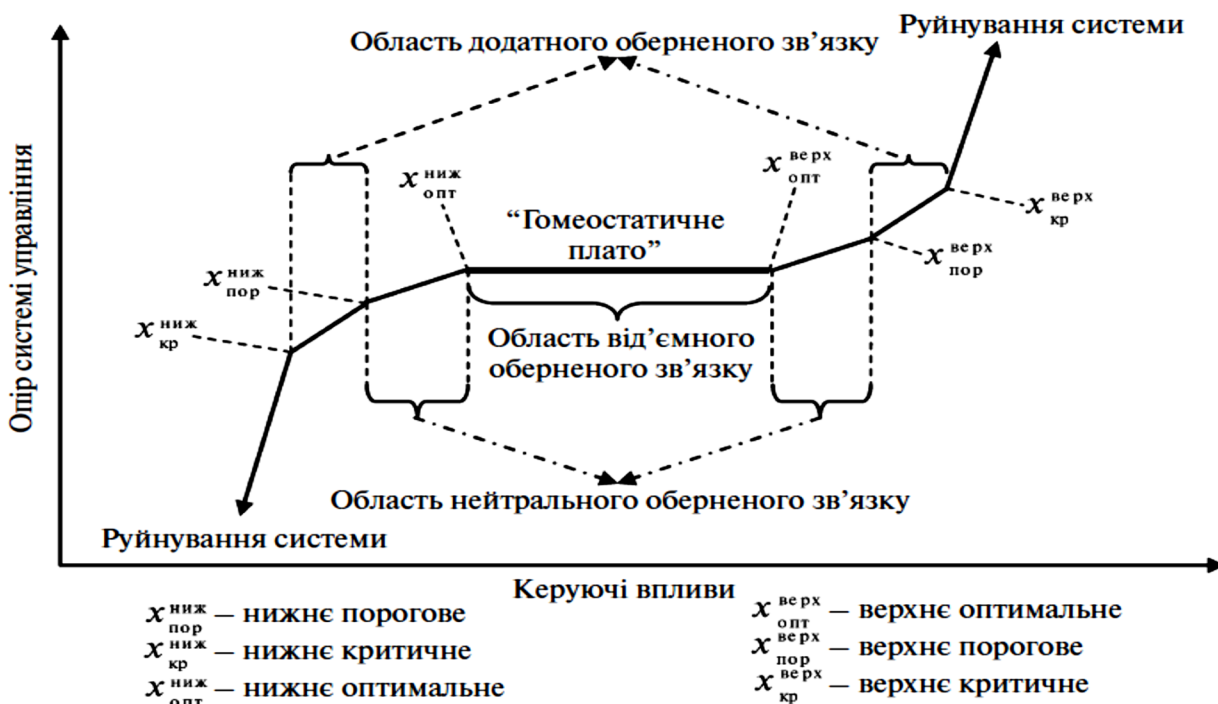 Руйнування системи
Область додатного оберненого зв’язку
Опір системі управління
x ниж опт
x верх опт
“Гомеостатичне
плато”
x верх кр
x верх пор
x ниж пор
x ниж кр
Область від’ємного
оберненого зв’язку
Область нейтрального оберненого зв’язку
Руйнування системи
Керуючі впливи
x ниж пор – нижнє порогове
x ниж кр – нижнє критичне
x ниж опт – нижнє оптимальне
x верх опт – верхнє оптимальне
x верх пор – верхнє порогове
x верх кр – верхнє критичне